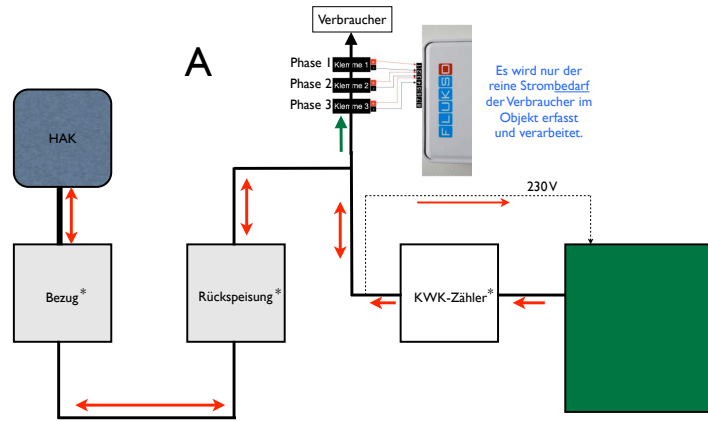 Verbraucher
A
Phase 1
Klemme 1
Phase 2
Klemme 2
Phase 3
Klemme 3
FLUKSO
Es wird nur der
reine Strombedarf
der Verbraucher im
Objekt erfasst
und verarbeitet.
HAK
230 V
Bezug*
Rückspeisung*
KWK-Zähler*